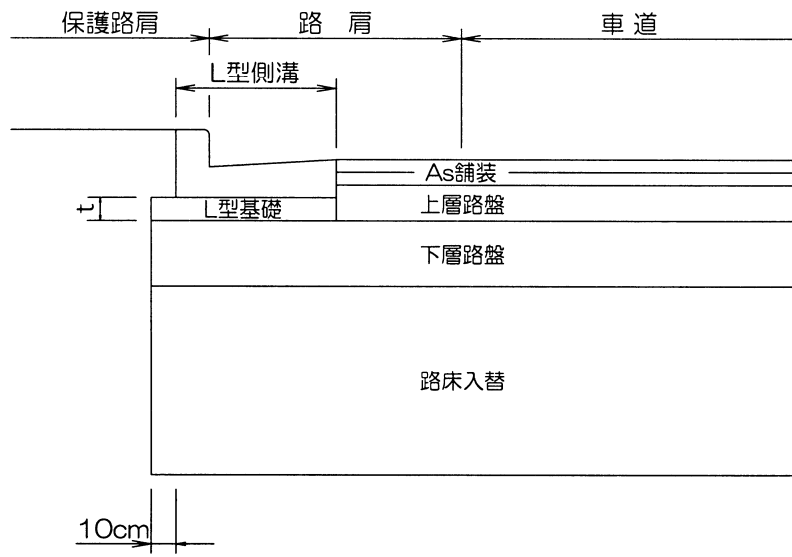 保護路肩
路肩
車道
L型側溝
As舗装
t
L型基礎
上層路盤
下層路盤
路床入替
10cm